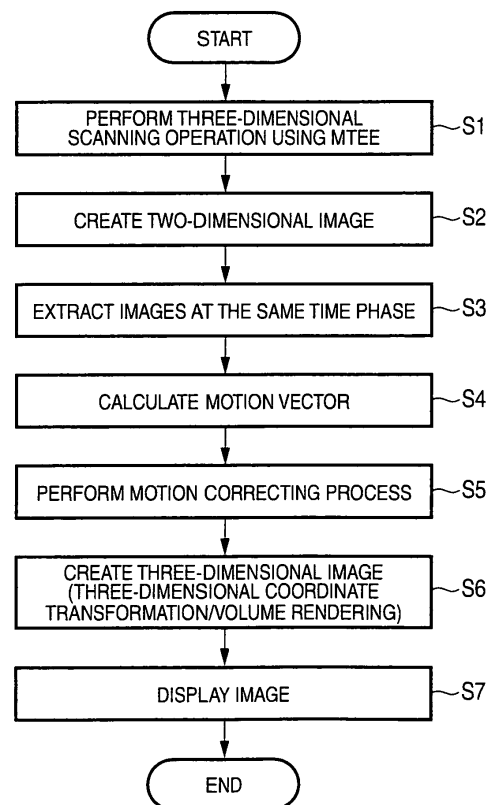 START
PERFORM THREE-DIMENSIONAL
SCANNING OPERATION USING MTEE
S1
CREATE TWO-DIMENSIONAL IMAGE
S2
EXTRACT IMAGES AT THE SAME TIME PHASE
S3
CALCULATE MOTION VECTOR
S4
PERFORM MOTION CORRECTING PROCESS
S5
CREATE THREE-DIMENSIONAL IMAGE
(THREE-DIMENSIONAL COORDINATE
TRANSFORMATION/VOLUME RENDERING)
S6
DISPLAY IMAGE
S7
END